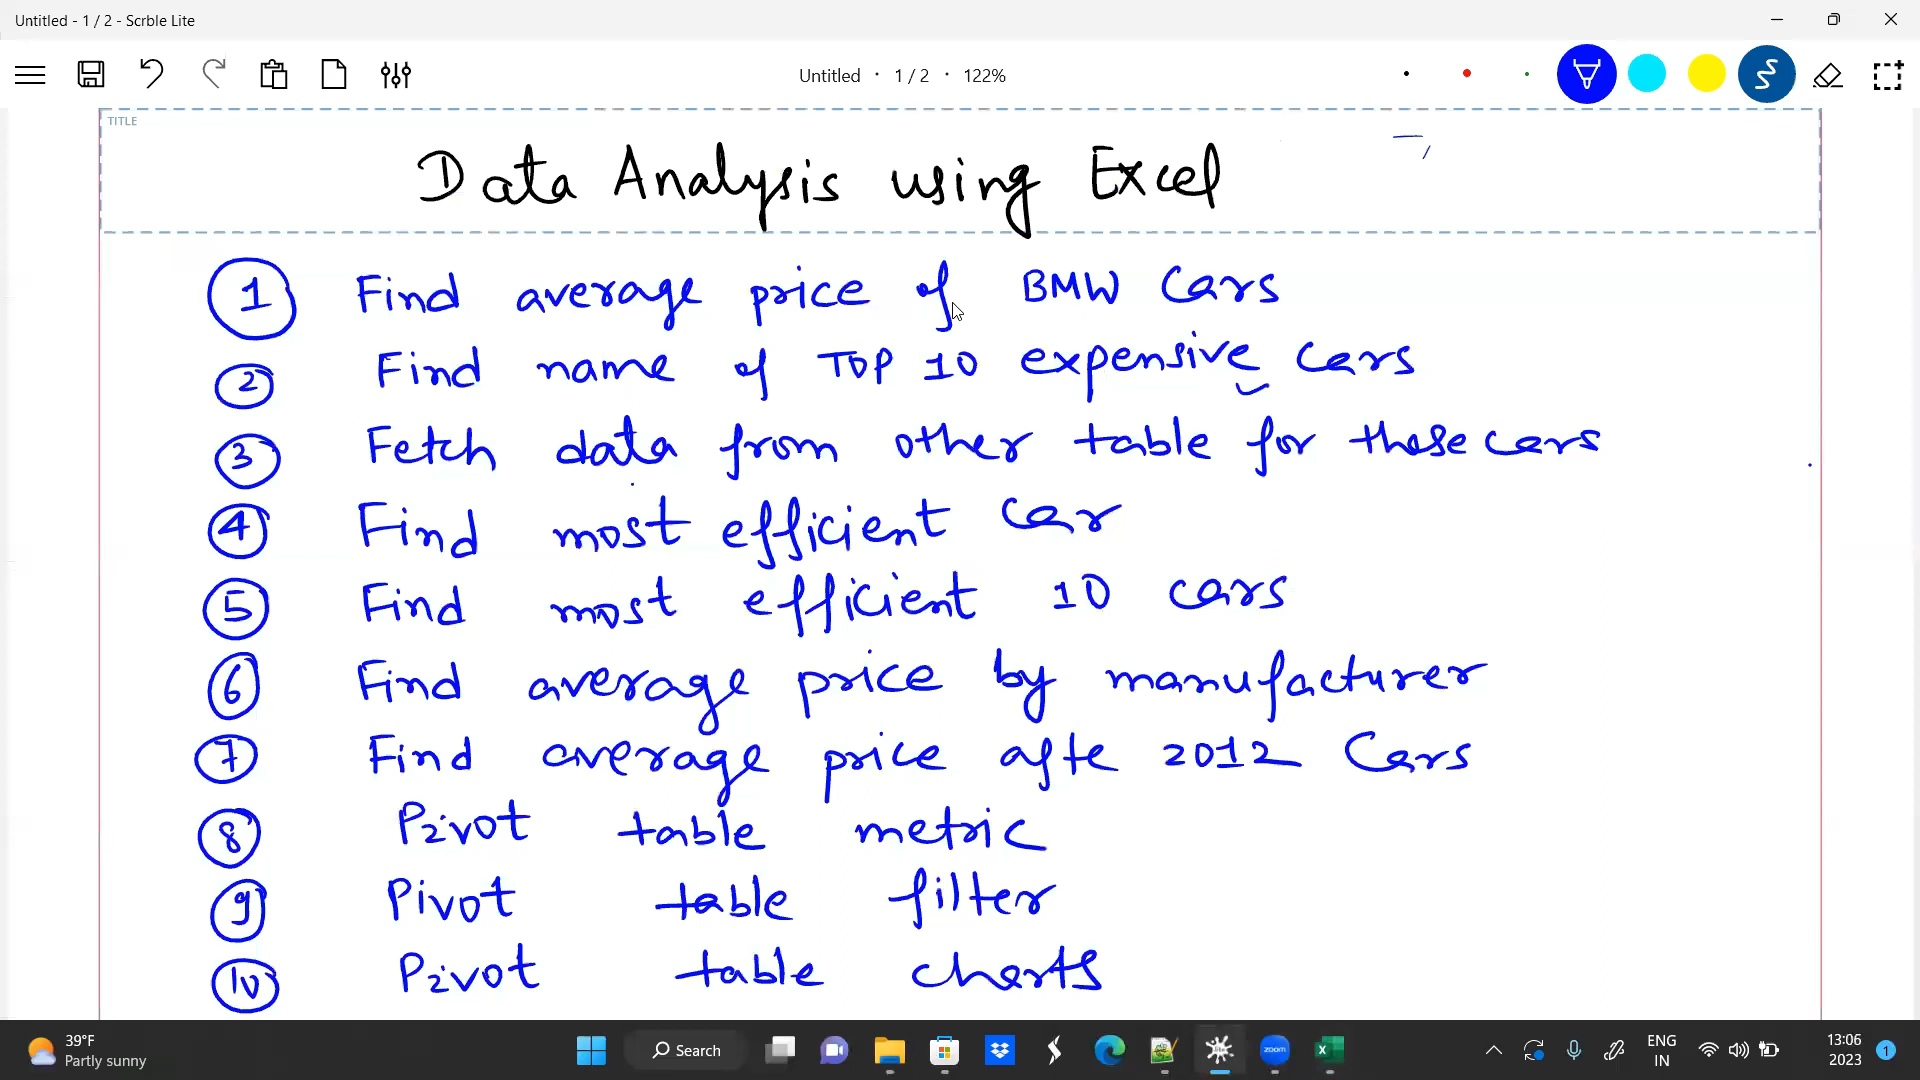 Untitled - 1 / 2 - Scrble Lite
Untitled · 1 / 2 · 122%
TITLE
Data Analysis using Excel
1 Find average price of BMW Cars
2 Find name of TOP 10 expensive cars
3 Fetch data from other table for these cars
4 Find most efficient car
5 Find most efficient 10 cars
6 Find average price by manufacturer
7 Find average price afte 2012 Cars
8 Pivot table metric
9 Pivot table filter
10 Pivot table charts
39°F
Partly sunny
Search
zoom
ENG
IN
13:06
2023
1